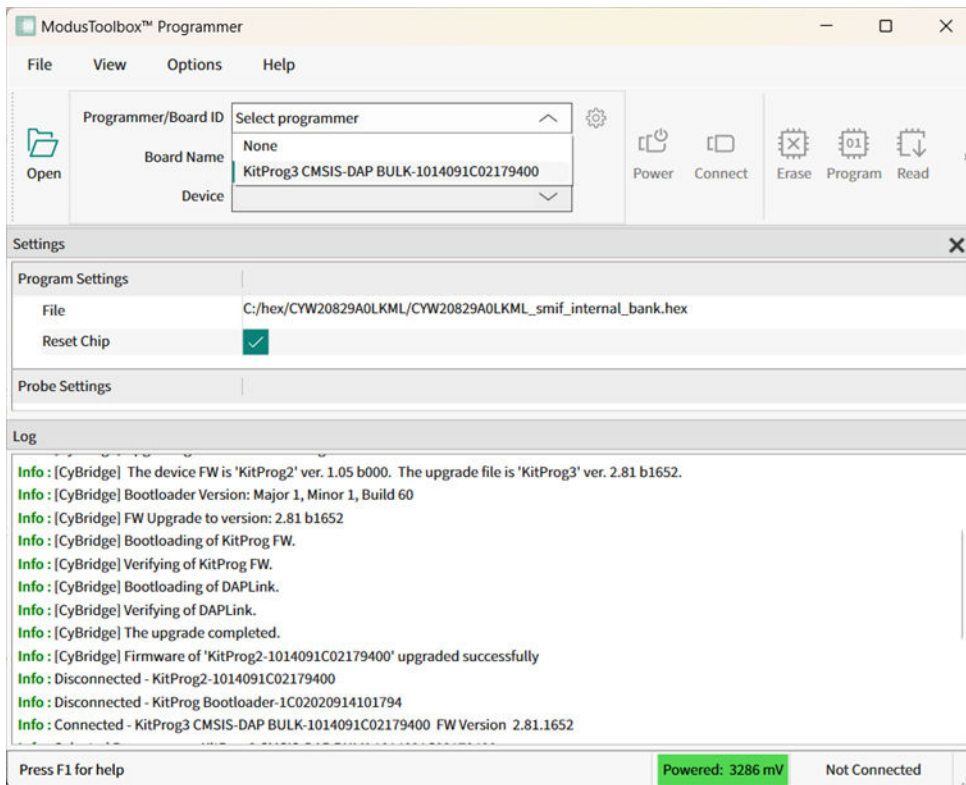 ModusToolbox™ Programmer
File View Options Help
Open
Programmer/Board ID Select programmer
None
Board Name
KitProg3 CMSIS-DAP BULK-1014091C02179400
Device
Power Connect Erase Program Read
Settings
Program Settings
File C:/hex/CYW20829A0LKML/CYW20829A0LKML_smif_internal_bank.hex
Reset Chip
Probe Settings
Log
Info : [CyBridge] The device FW is 'KitProg2' ver. 1.05 b000. The upgrade file is 'KitProg3' ver. 2.81 b1652.
Info : [CyBridge] Bootloader Version: Major 1, Minor 1, Build 60
Info : [CyBridge] FW Upgrade to version: 2.81 b1652
Info : [CyBridge] Bootloading of KitProg FW.
Info : [CyBridge] Verifying of KitProg FW.
Info : [CyBridge] Bootloading of DAPLink.
Info : [CyBridge] Verifying of DAPLink.
Info : [CyBridge] The upgrade completed.
Info : [CyBridge] Firmware of 'KitProg2-1014091C02179400' upgraded successfully
Info : Disconnected - KitProg2-1014091C02179400
Info : Disconnected - KitProg Bootloader-1C02020914101794
Info : Connected - KitProg3 CMSIS-DAP BULK-1014091C02179400 FW Version 2.81.1652
Press F1 for help Powered: 3286 mV Not Connected